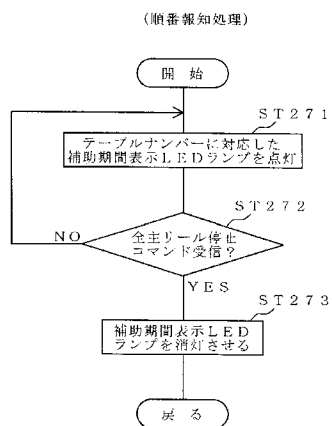 (順番報知処理)
開始
ST271
テーブルナンバーに対応した
補助期間表示LEDランプを点灯
ST272
全主リール停止
コマンド受信?
NO
YES
ST273
補助期間表示LED
ランプを消灯させる
戻る